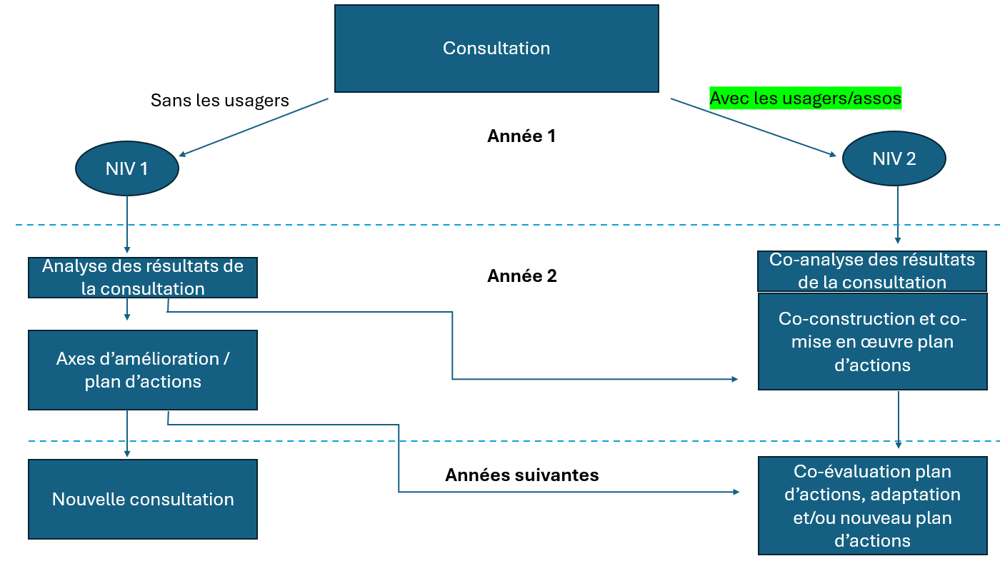 Consultation
Sans les usagers
Avec les usagers/assos
Année 1
NIV 1
NIV 2
Analyse des résultats de
la consultation
Année 2
Co-analyse des résultats
de la consultation
Co-construction et co-
mise en œuvre plan
d’actions
Axes d’amélioration /
plan d’actions
Nouvelle consultation
Années suivantes
Co-évaluation plan
d’actions, adaptation
et/ou nouveau plan
d’actions